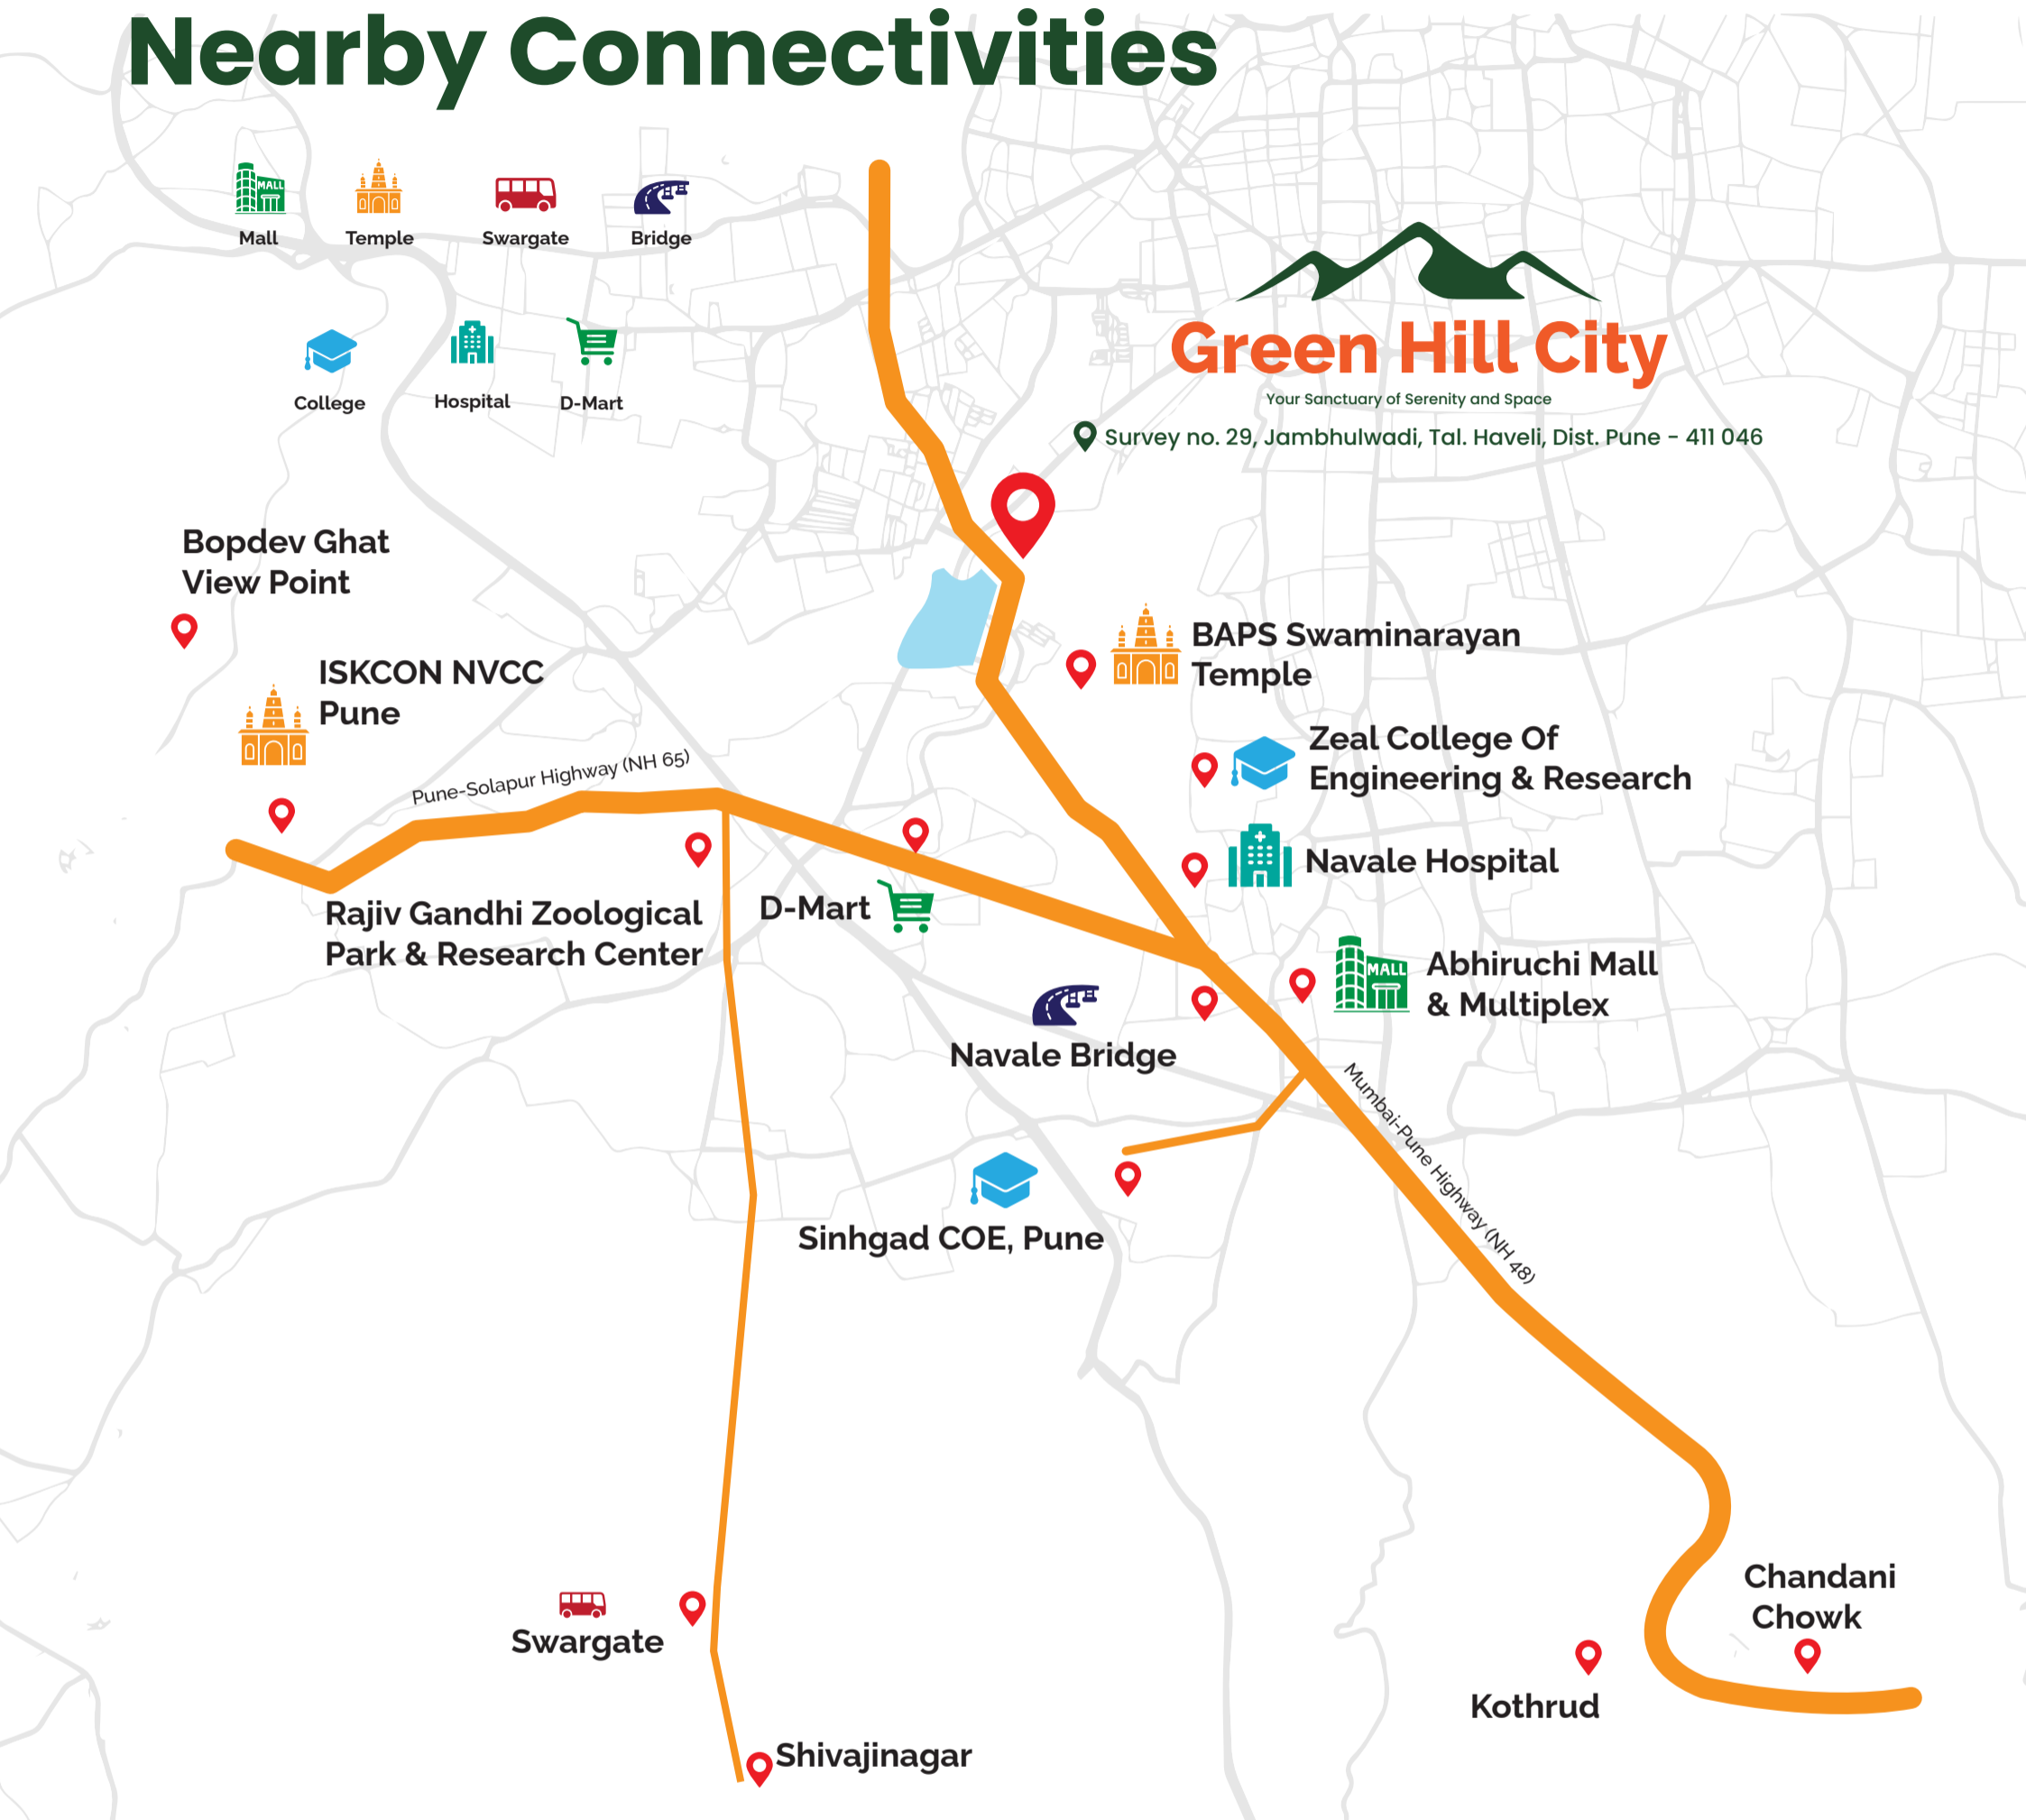 Nearby Connectivities
MALL
Mall
Temple
Swargate
Bridge
College
Hospital
D-Mart
Green Hill City
Your Sanctuary of Serenity and Space
Survey no. 29, Jambhulwadi, Tal. Haveli, Dist. Pune - 411 046
Bopdev Ghat
View Point
ISKCON NVCC
Pune
BAPS Swaminarayan
Temple
Zeal College Of
Engineering & Research
Pune-Solapur Highway (NH 65)
Navale Hospital
Rajiv Gandhi Zoological
Park & Research Center
D-Mart
MALL
Abhiruchi Mall
& Multiplex
Navale Bridge
Mumbai-Pune Highway (NH 48)
Sinhgad COE, Pune
Chandani
Chowk
Swargate
Kothrud
Shivajinagar